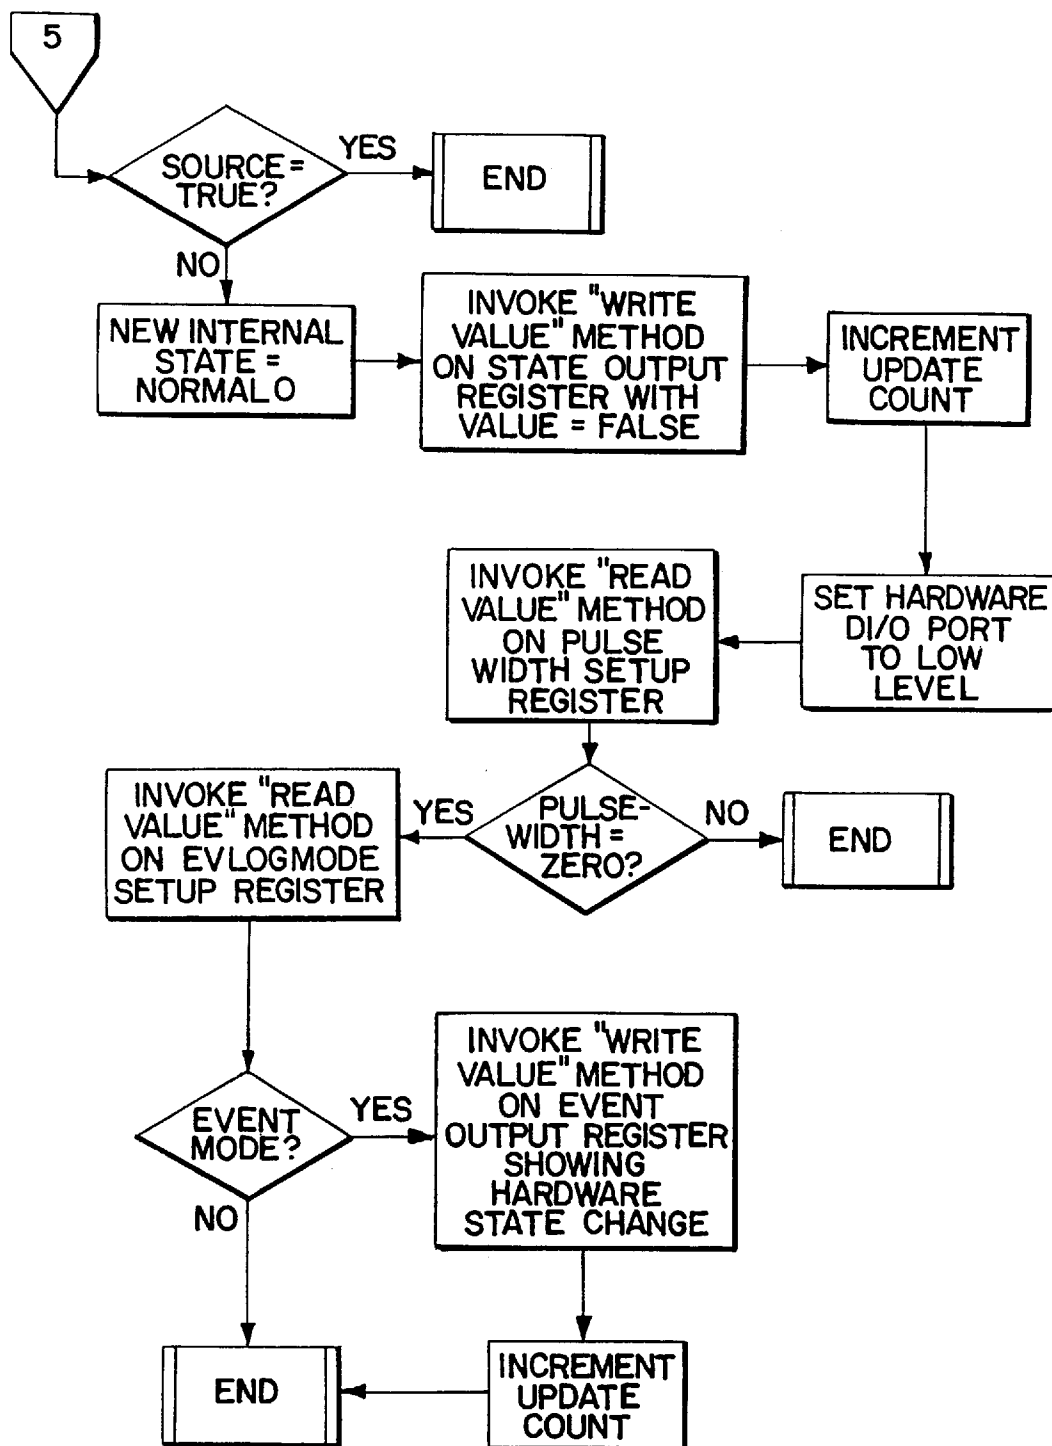 5
SOURCE=
TRUE?
YES
END
NO
NEW INTERNAL
STATE =
NORMAL0
INVOKE "WRITE
VALUE" METHOD
ON STATE OUTPUT
REGISTER WITH
VALUE = FALSE
INCREMENT
UPDATE
COUNT
SET HARDWARE
DI/O PORT
TO LOW
LEVEL
INVOKE "READ
VALUE" METHOD
ON PULSE
WIDTH SETUP
REGISTER
PULSE-
WIDTH =
ZERO?
NO
END
YES
INVOKE "READ
VALUE" METHOD
ON EVLOGMODE
SETUP REGISTER
EVENT
MODE?
YES
INVOKE "WRITE
VALUE" METHOD
ON EVENT
OUTPUT REGISTER
SHOWING
HARDWARE
STATE CHANGE
NO
END
INCREMENT
UPDATE
COUNT